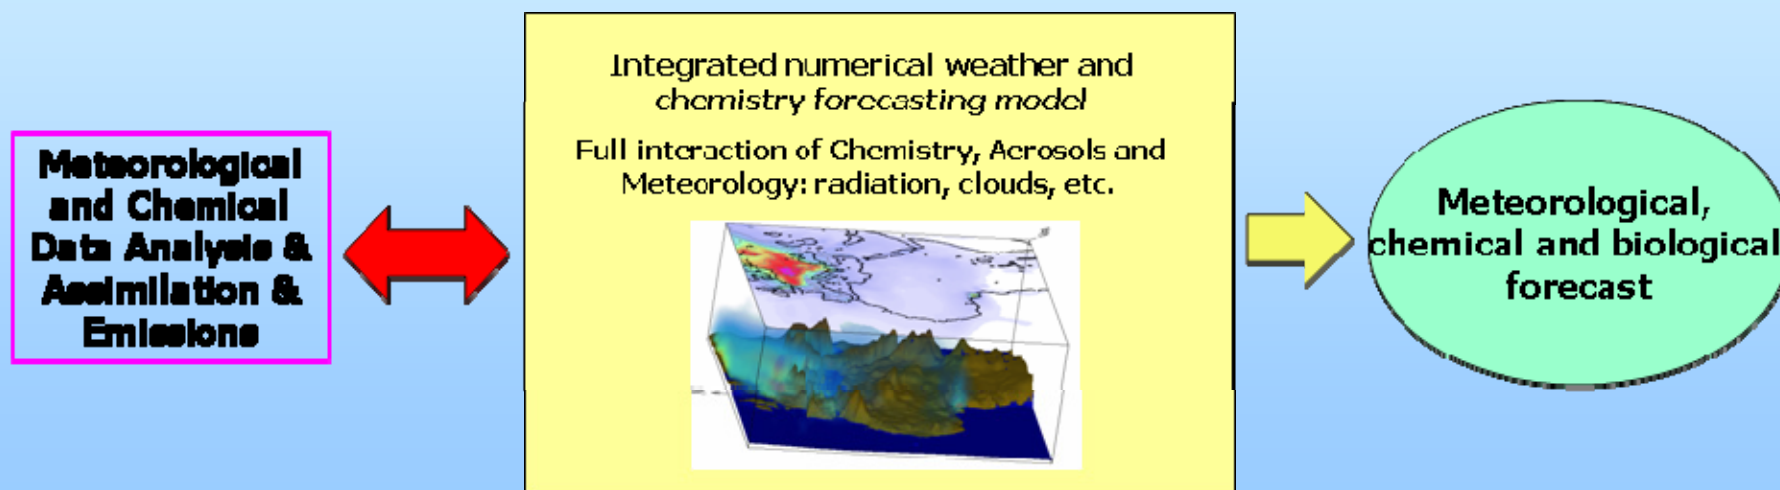 Meteorological
and Chemical
Data Analysis &
Assimilation &
Emissions
Integrated numerical weather and
chemistry forecasting model
Full interaction of Chemistry, Aerosols and
Meteorology: radiation, clouds, etc.
Meteorological,
chemical and biological
forecast